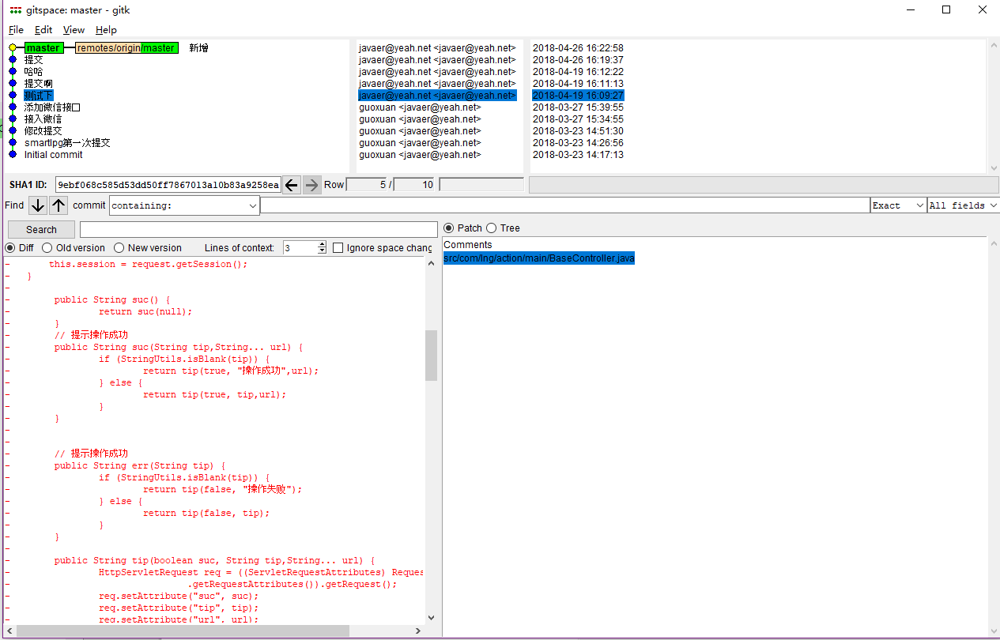 gitspace: master - gitk
File Edit View Help
master remotes/origin/master 新增 javaer@yeah.net <javaer@yeah.net> 2018-04-26 16:22:58
提交 javaer@yeah.net <javaer@yeah.net> 2018-04-26 16:19:37
哈哈 javaer@yeah.net <javaer@yeah.net> 2018-04-19 16:12:22
提交啊 javaer@yeah.net <javaer@yeah.net> 2018-04-19 16:11:13
测试下 javaer@yeah.net <javaer@yeah.net> 2018-04-19 16:09:27
添加微信接口 guoxuan <javaer@yeah.net> 2018-03-27 15:39:55
接入微信 guoxuan <javaer@yeah.net> 2018-03-27 15:34:55
修改提交 guoxuan <javaer@yeah.net> 2018-03-23 14:51:30
smartlpg第一次提交 guoxuan <javaer@yeah.net> 2018-03-23 14:26:56
Initial commit guoxuan <javaer@yeah.net> 2018-03-23 14:17:13
SHA1 ID: 9ebf068c585d53dd50ff7867013a10b83a9258ea Row 5 / 10
Find commit containing: Exact All fields
Search
Patch Tree
Diff Old version New version Lines of context: 3 Ignore space chang
Comments
src/com/lng/action/main/BaseController.java
- this.session = request.getSession();
- }
-
- public String suc() {
- return suc(null);
- }
- // 提示操作成功
- public String suc(String tip,String... url) {
- if (StringUtils.isBlank(tip)) {
- return tip(true, "操作成功",url);
- } else {
- return tip(true, tip,url);
- }
- }
-
-
- // 提示操作成功
- public String err(String tip) {
- if (StringUtils.isBlank(tip)) {
- return tip(false, "操作失败");
- } else {
- return tip(false, tip);
- }
- }
-
- public String tip(boolean suc, String tip,String... url) {
- HttpServletRequest req = ((ServletRequestAttributes) Reques
- .getRequestAttributes()).getRequest();
- req.setAttribute("suc", suc);
- req.setAttribute("tip", tip);
- req.setAttribute("url", url);